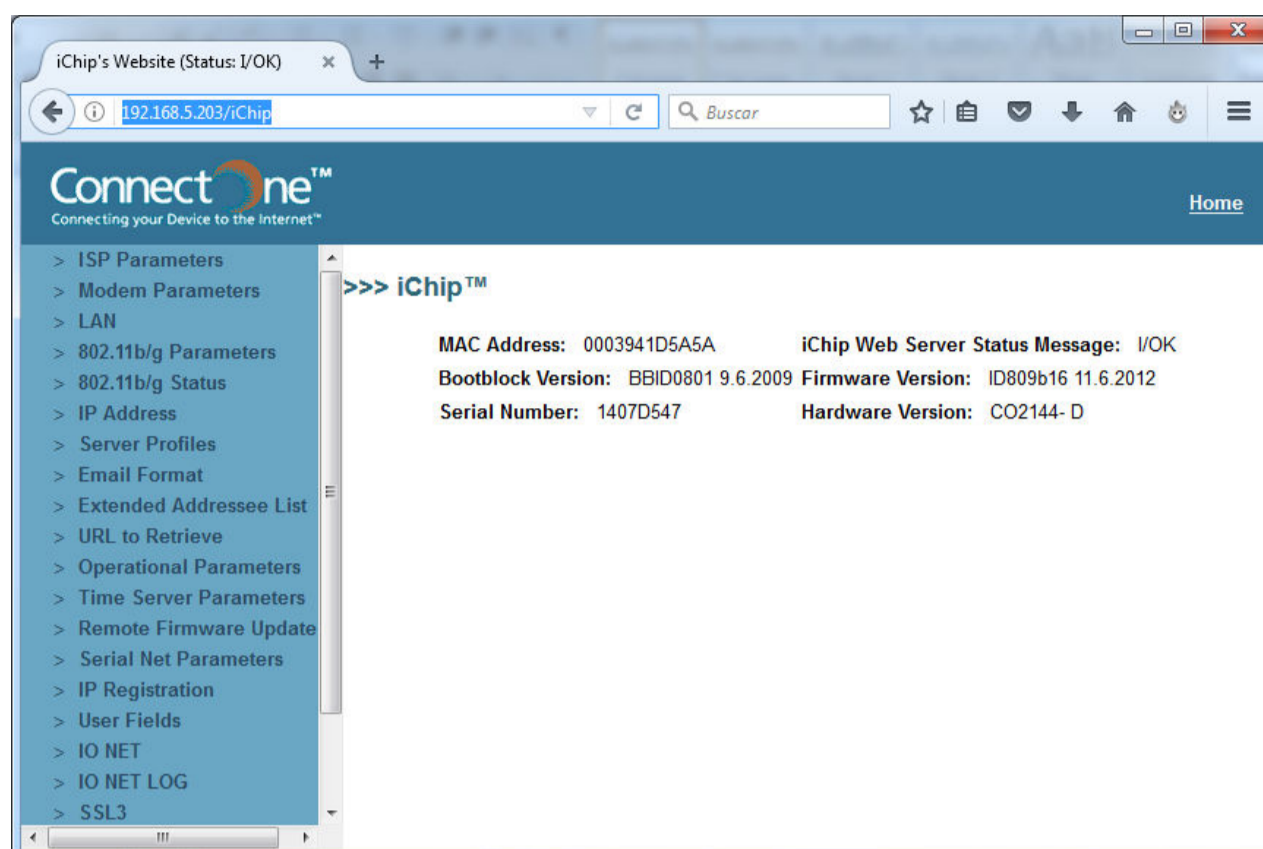 iChip's Website (Status: I/OK)
192.168.5.203/iChip
Buscar
ConnectOne™
Connecting your Device to the Internet™
Home
> ISP Parameters
> Modem Parameters
> LAN
> 802.11b/g Parameters
> 802.11b/g Status
> IP Address
> Server Profiles
> Email Format
> Extended Addressee List
> URL to Retrieve
> Operational Parameters
> Time Server Parameters
> Remote Firmware Update
> Serial Net Parameters
> IP Registration
> User Fields
> IO NET
> IO NET LOG
> SSL3
>>> iChip™
MAC Address: 0003941D5A5A iChip Web Server Status Message: I/OK
Bootblock Version: BBID0801 9.6.2009 Firmware Version: ID809b16 11.6.2012
Serial Number: 1407D547 Hardware Version: CO2144- D